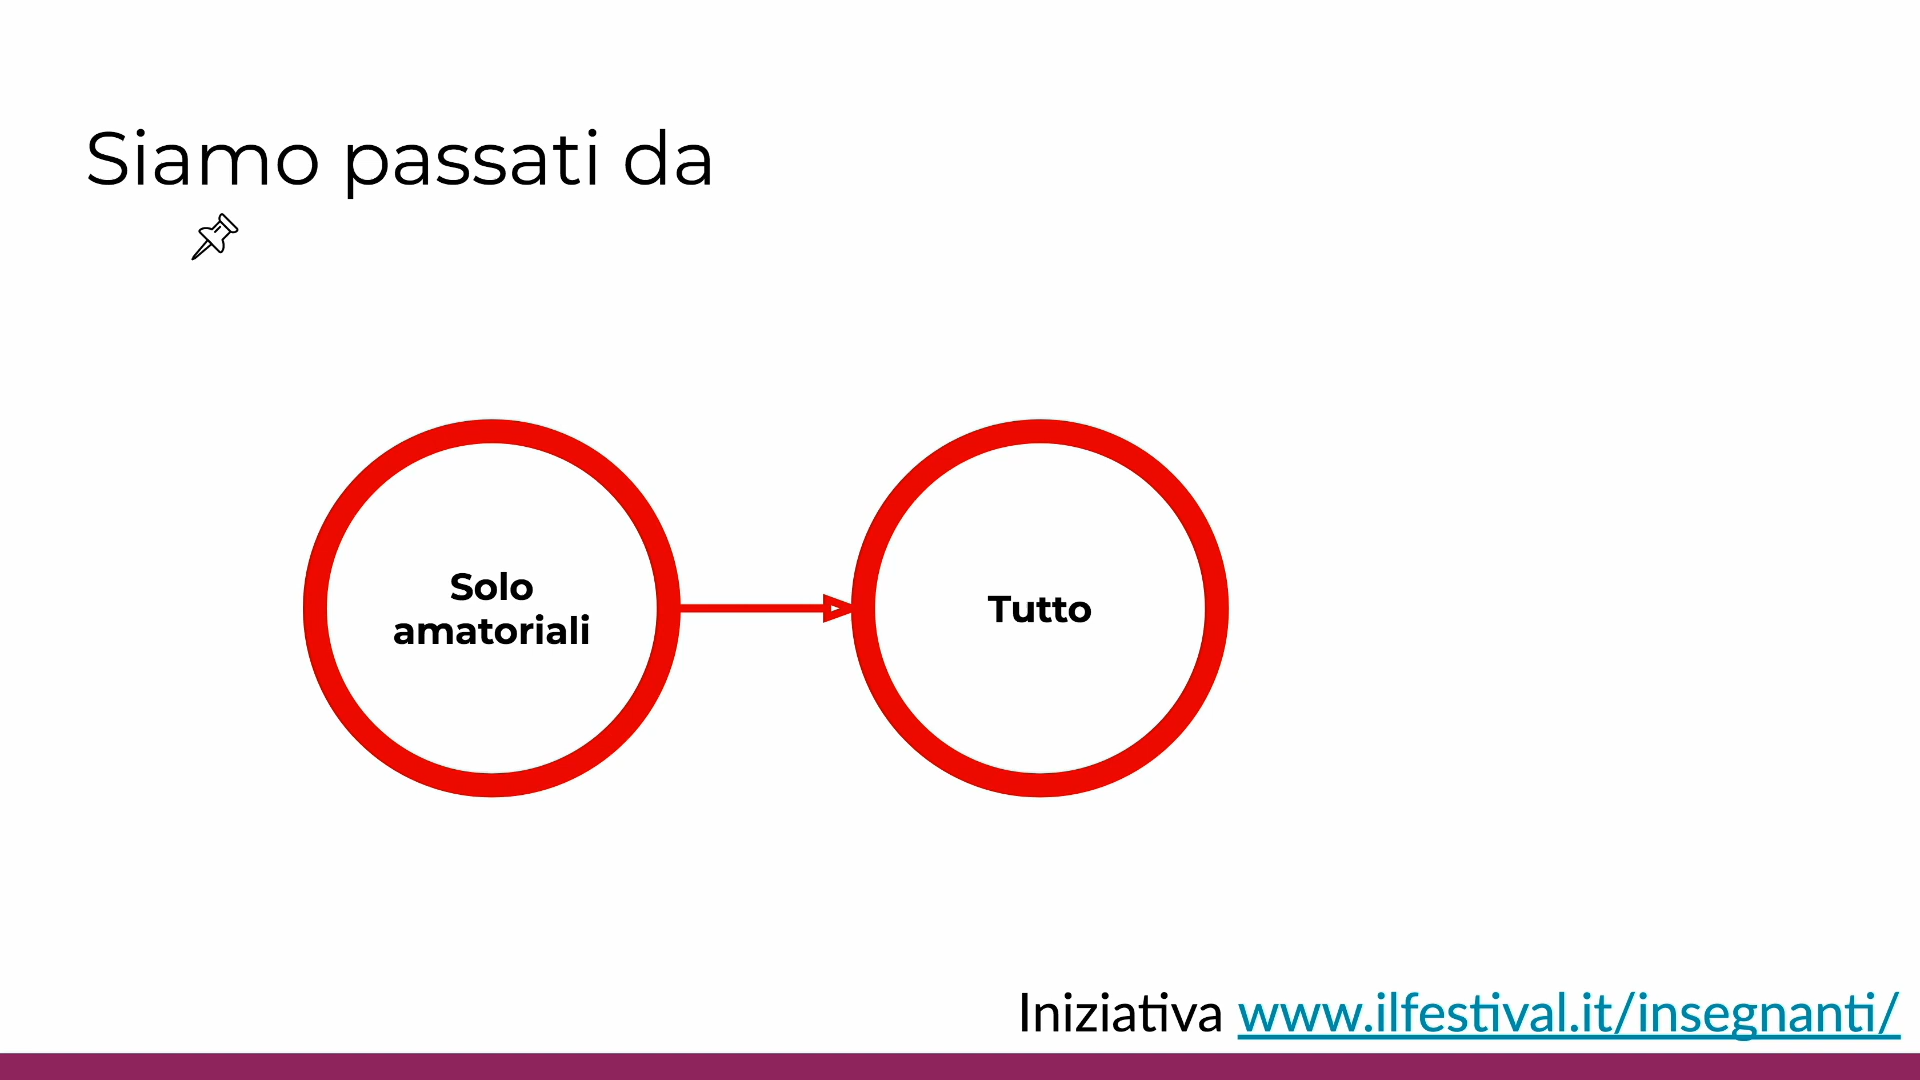 Siamo passati da
Solo
amatoriali
Tutto
Iniziativa www.ilfestival.it/insegnanti/